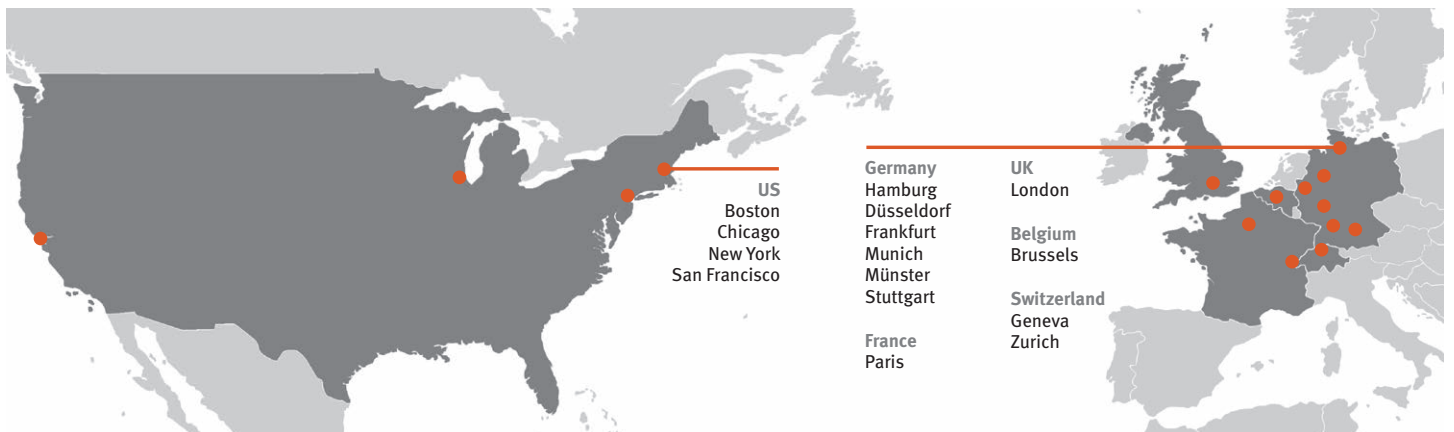 US
Boston
Chicago
New York
San Francisco
Germany
Hamburg
Düsseldorf
Frankfurt
Munich
Münster
Stuttgart
France
Paris
UK
London
Belgium
Brussels
Switzerland
Geneva
Zurich